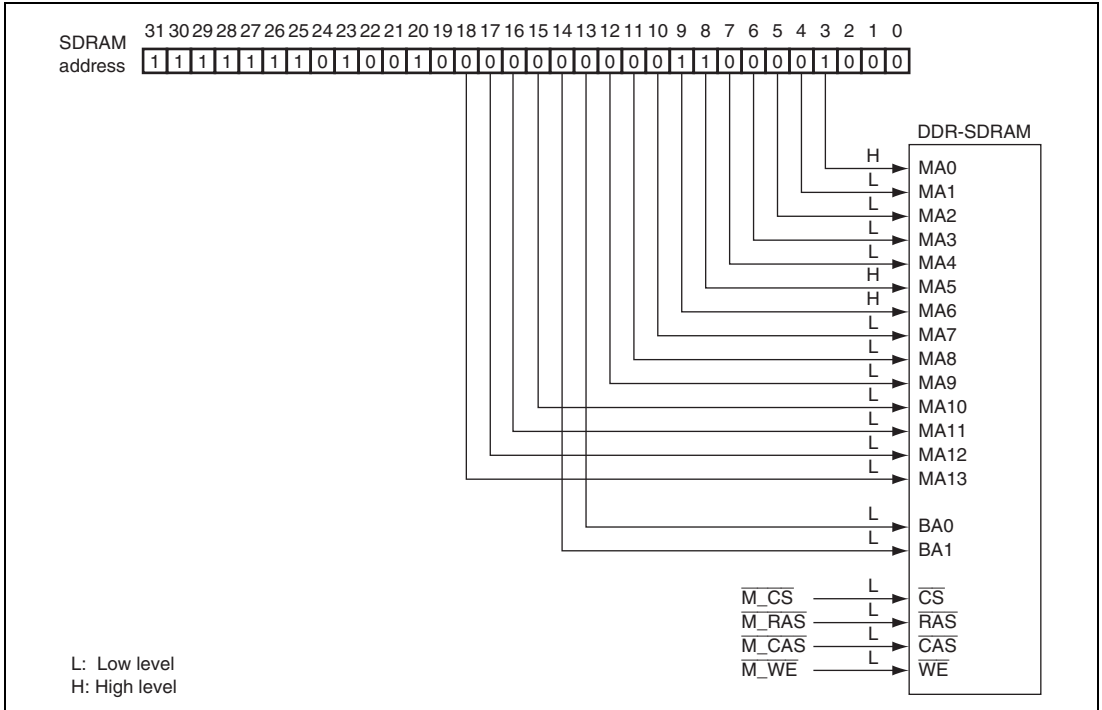 31 30 29 28 27 26 25 24 23 22 21 20 19 18 17 16 15 14 13 12 11 10 9 8 7 6 5 4 3 2 1 0
SDRAM
address
1 1 1 1 1 1 1 0 1 0 0 1 0 0 0 0 0 0 0 0 0 0 1 1 0 0 0 0 1 0 0 0
DDR-SDRAM
H MA0
L MA1
L MA2
L MA3
L MA4
H MA5
H MA6
L MA7
L MA8
L MA9
L MA10
L MA11
L MA12
L MA13
L BA0
L BA1
M_CS L CS
M_RAS L RAS
M_CAS L CAS
M_WE L WE
L: Low level
H: High level